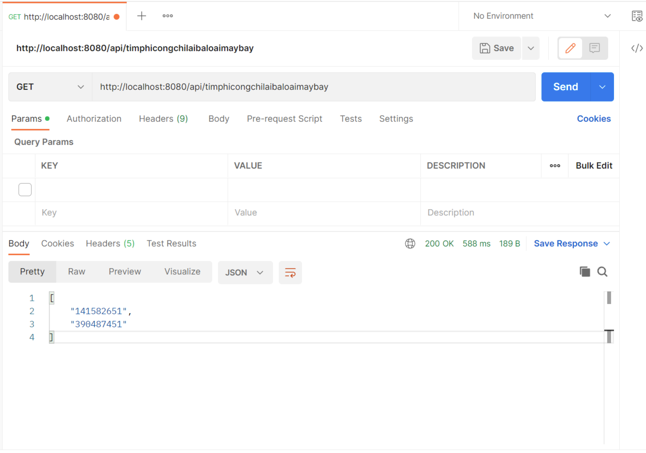 GET http://localhost:8080/a
No Environment
http://localhost:8080/api/timphicongchilaibaloaimaybay
Save
GET http://localhost:8080/api/timphicongchilaibaloaimaybay Send
Params Authorization Headers (9) Body Pre-request Script Tests Settings Cookies
Query Params
KEY VALUE DESCRIPTION Bulk Edit
Key Value Description
Body Cookies Headers (5) Test Results 200 OK 588 ms 189 B Save Response
Pretty Raw Preview Visualize JSON
1 [
2 "141582651",
3 "390487451"
4 ]